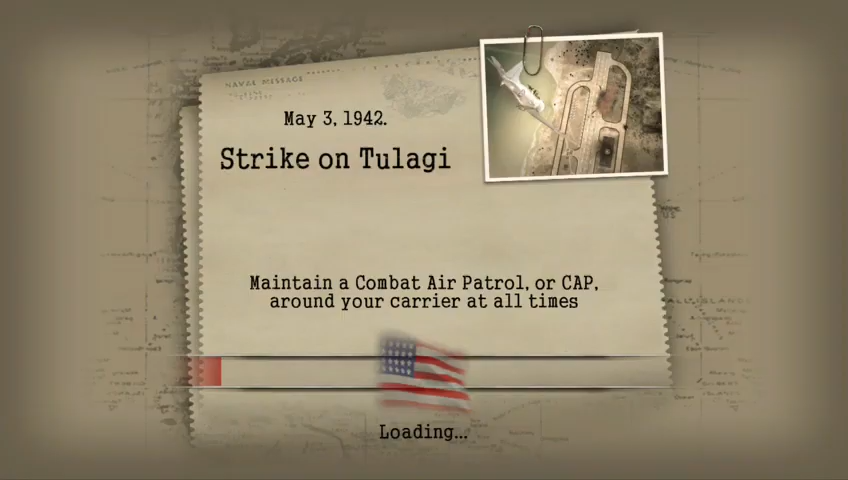 NAVAL MESSAGE
May 3, 1942.
Strike on Tulagi
Maintain a Combat Air Patrol, or CAP,
around your carrier at all times
Loading...